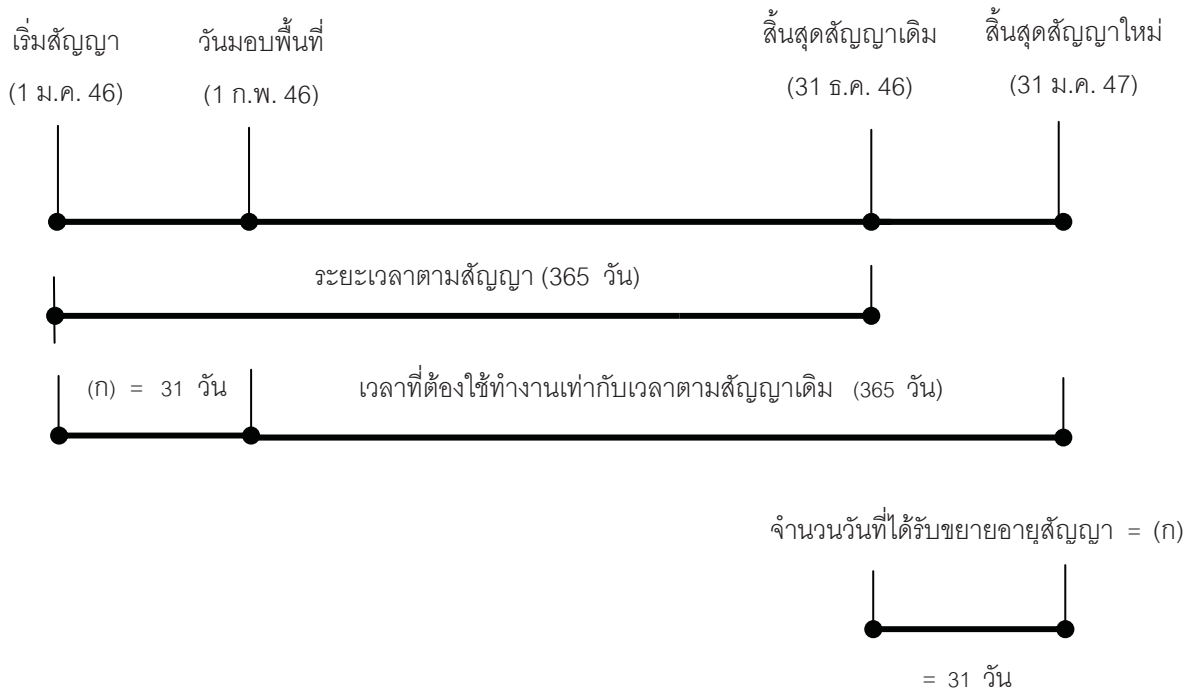 เริ่มสัญญา วันมอบพื้นที่ สิ้นสุดสัญญาเดิม สิ้นสุดสัญญาใหม่
(1 ม.ค. 46) (1 ก.พ. 46) (31 ธ.ค. 46) (31 ม.ค. 47)
ระยะเวลาตามสัญญา (365 วัน)
(ก) = 31 วัน เวลาที่ต้องใช้ทำงานเท่ากับเวลาตามสัญญาเดิม (365 วัน)
จำนวนวันที่ได้รับขยายอายุสัญญา = (ก)
= 31 วัน